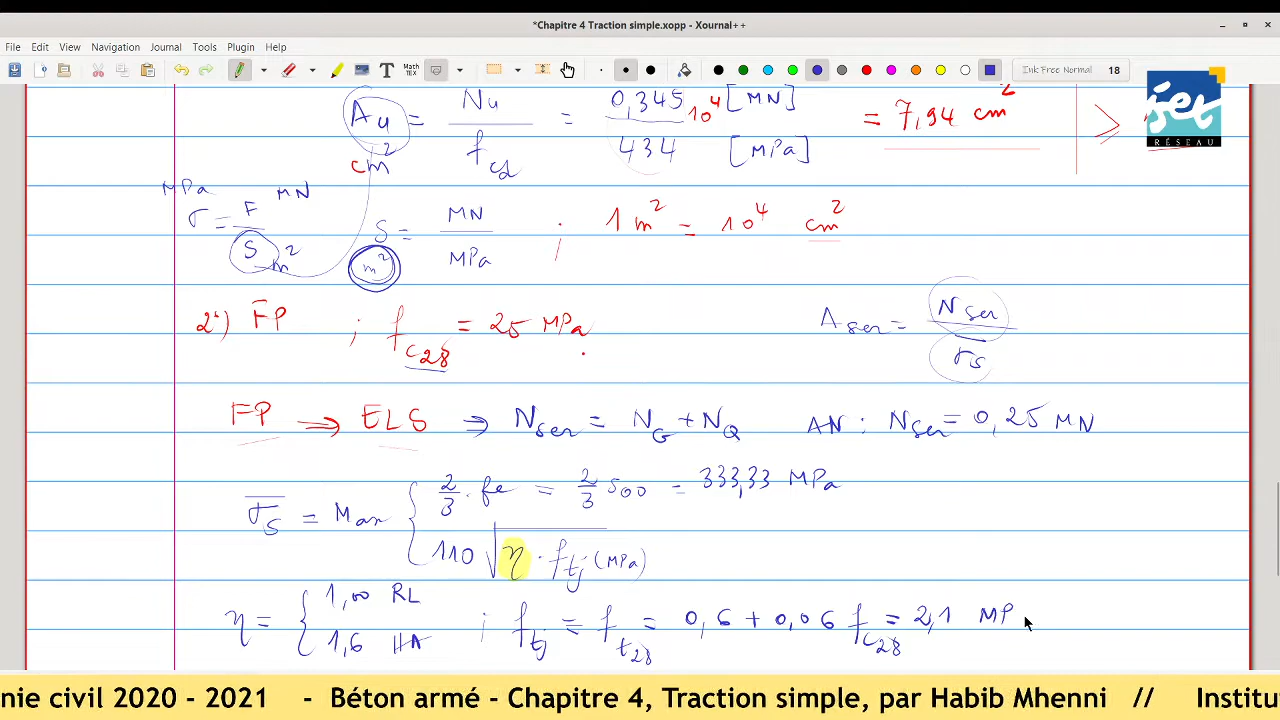 *Chapitre 4 Traction simple.xopp - Xournal++
File Edit View Navigation Journal Tools Plugin Help
T MATH TEX Ink Free Normal 18
iset
RÉSEAU
Au = Nu / fcd = 0,345 / 434 10⁴ [MN] / [MPa] = 7,94 cm² >
cm²
MPa MN
σ = F / S m² S = MN / MPa ; 1 m² = 10⁴ cm²
m²
2°) FP ; fc28 = 25 MPa. Aser = Nser / σs
FP ⟹ ELS ⟹ Nser = NG + NQ AN : Nser = 0,25 MN
σs = Max { 2/3 . fe = 2/3 500 = 333,33 MPa
110 √η . ftj (MPa)
η = { 1,00 RL
1,6 HA ; ftj = ft28 = 0,6 + 0,06 fc28 = 2,1 MP
nie civil 2020 - 2021 - Béton armé - Chapitre 4, Traction simple, par Habib Mhenni // Institu